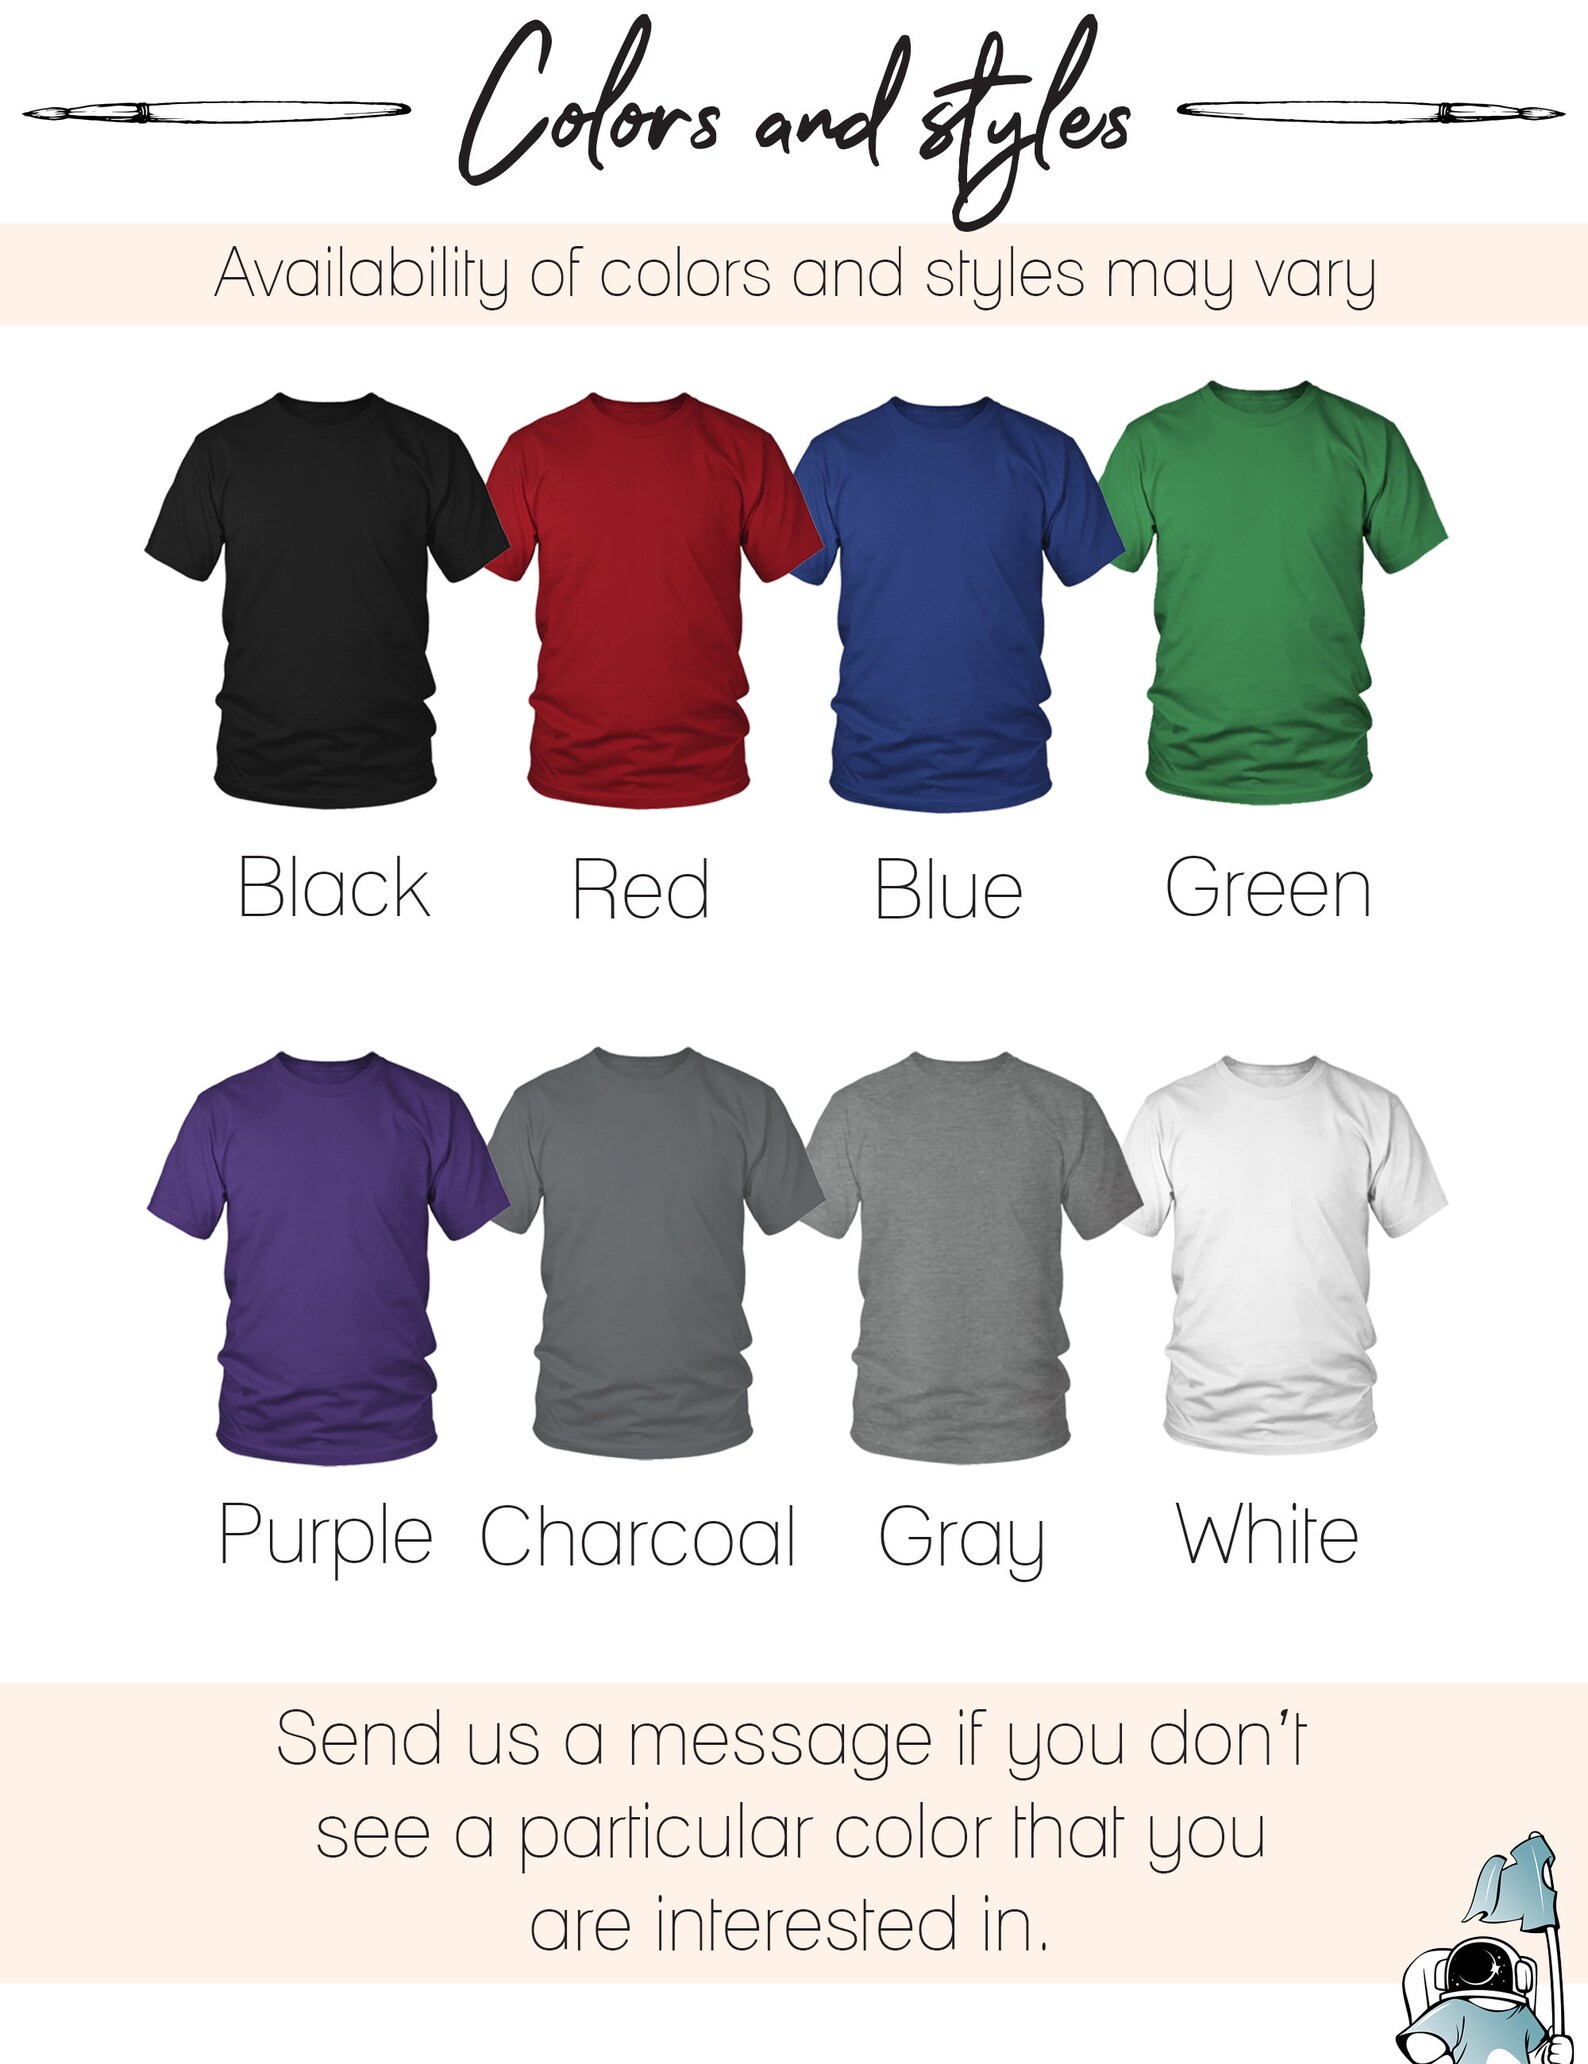 Colors and styles
Availability of colors and styles may vary
Black Red Blue Green
Purple Charcoal Gray White
Send us a message if you don't
see a particular color that you
are interested in.